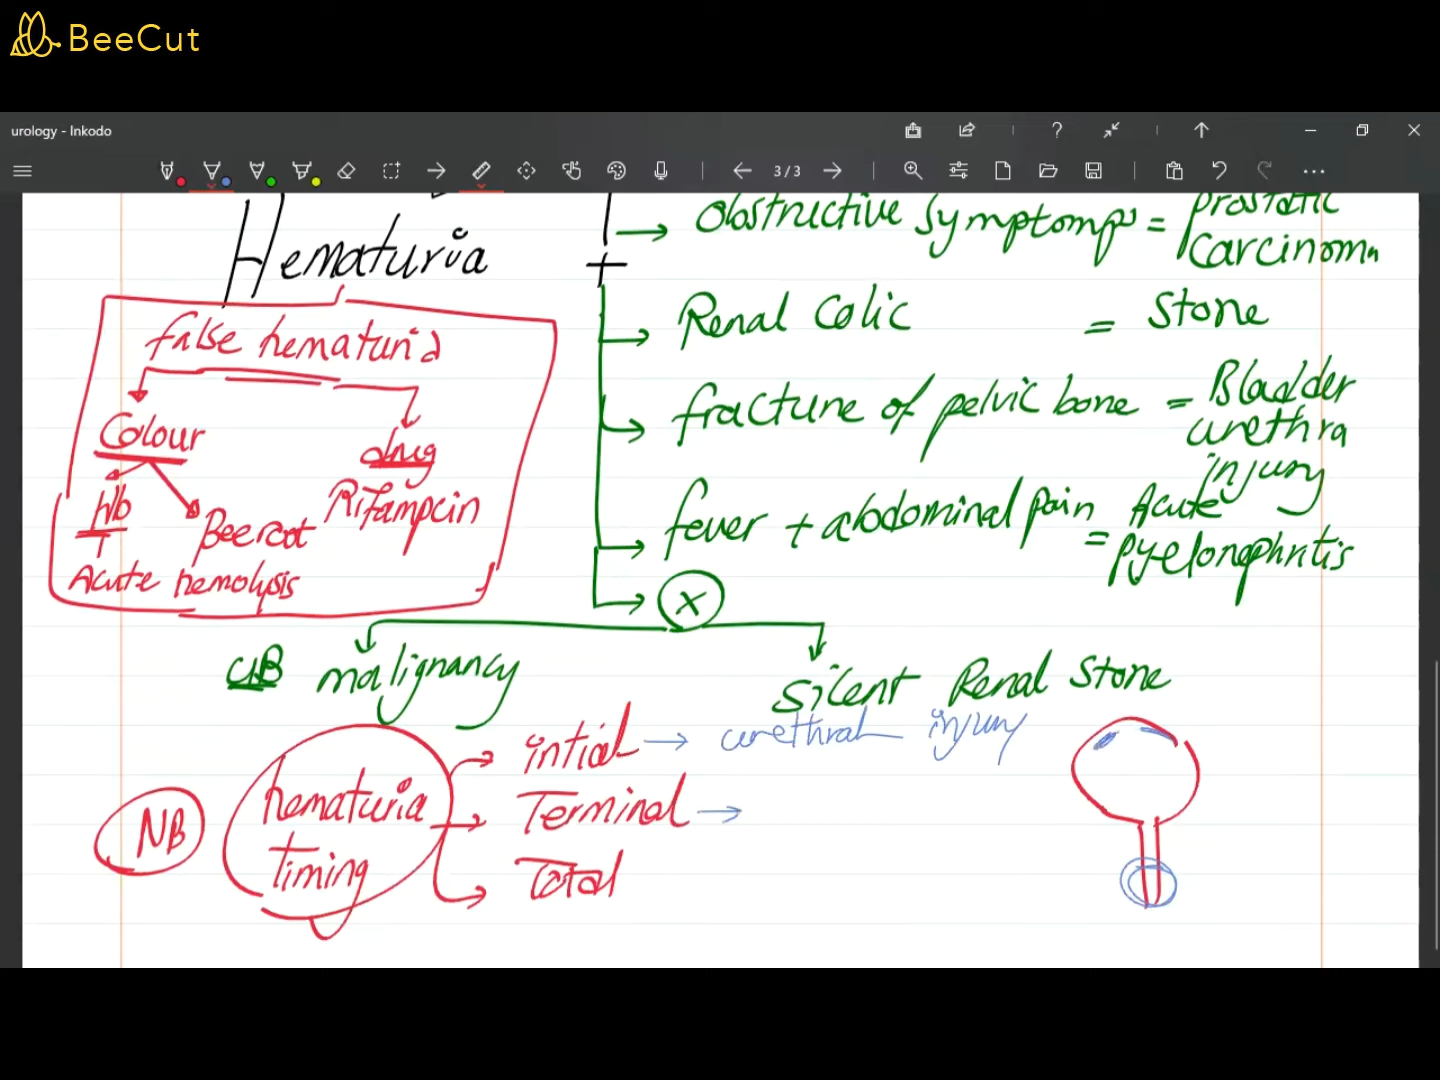 BeeCut
urology - Inkodo
3/3
Hematuria
+
Obstructive Symptomps = prostatic
Carcinoma
Renal Colic = Stone
fracture of pelvic bone = Bladder
urethra
injury
fever + abdominal pain = Acute
pyelonephritis
X
false hematuria
Colour
drug
Hb
Beeroot
Rifampcin
Acute hemolysis
UB malignancy
Silent Renal Stone
NB
hematuria
timing
intial → urethral injury
Terminal →
Total